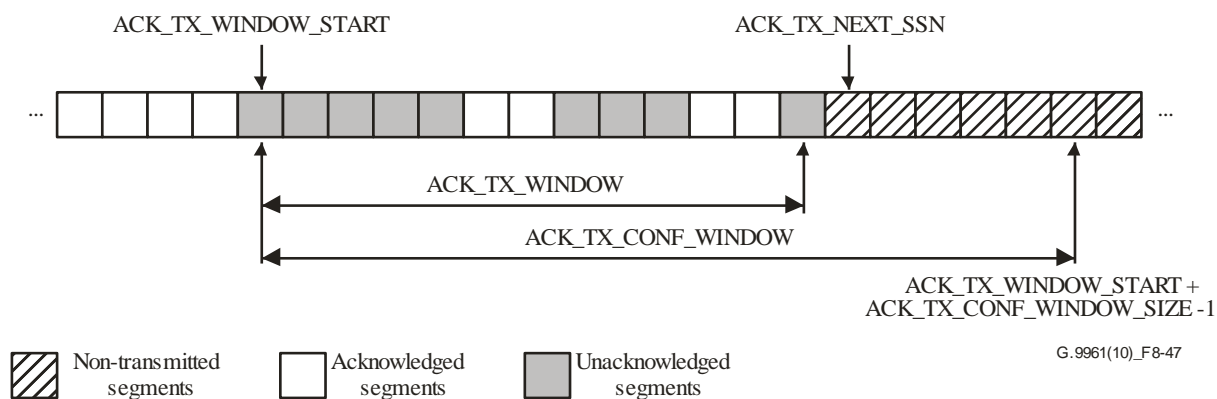 ACK_TX_WINDOW_START
ACK_TX_NEXT_SSN
...
...
ACK_TX_WINDOW
ACK_TX_CONF_WINDOW
ACK_TX_WINDOW_START +
ACK_TX_CONF_WINDOW_SIZE -1
Non-transmitted
segments
Acknowledged
segments
Unacknowledged
segments
G.9961(10)_F8-47